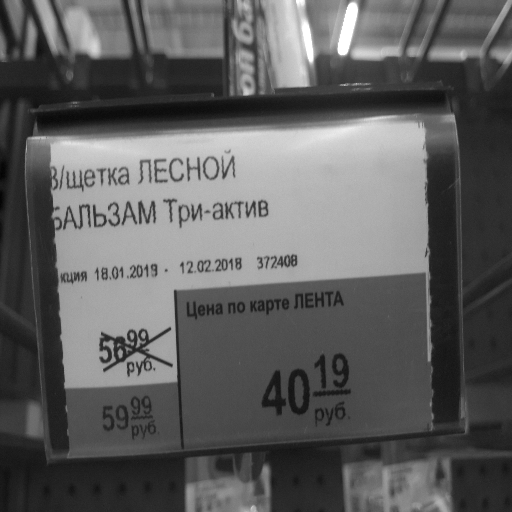 З/щетка ЛЕСНОЙ
БАЛЬЗАМ Три-актив
кция 18.01.2019 - 12.02.2018 372408
Цена по карте ЛЕНТА
56 99
руб.
40 19
руб.
59 99
руб.